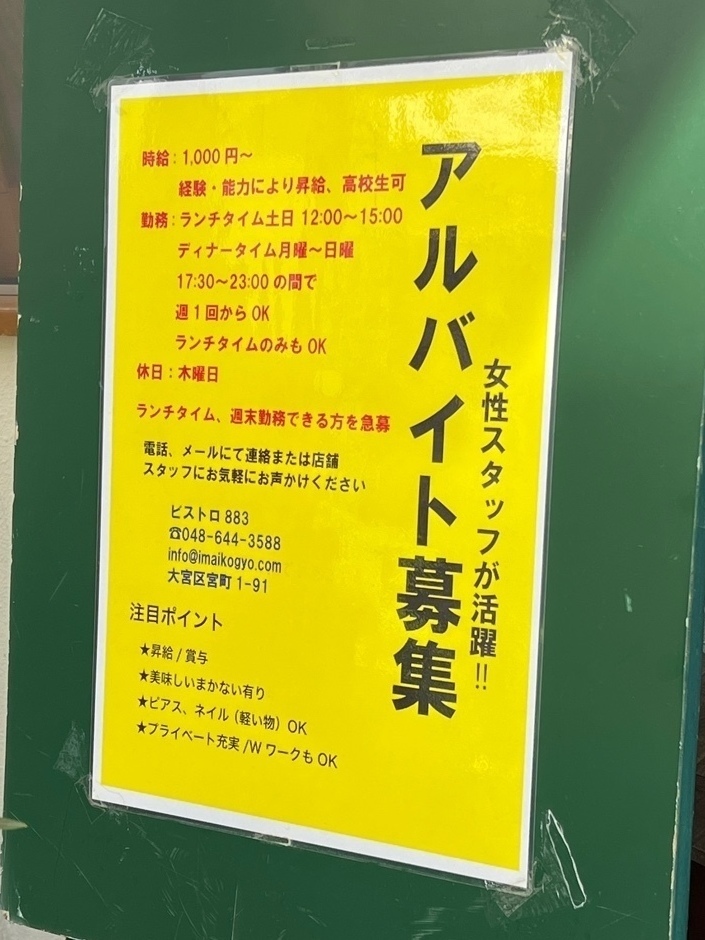 女性スタッフが活躍!!
アルバイト募集
時給：1,000円〜
経験・能力により昇給、高校生可
勤務：ランチタイム土日 12:00〜15:00
ディナータイム月曜〜日曜
17:30〜23:00の間で
週1回からOK
ランチタイムのみもOK
休日：木曜日
ランチタイム、週末勤務できる方を急募
電話、メールにて連絡または店舗
スタッフにお気軽にお声かけください
ビストロ883
☎048-644-3588
info@imaikogyo.com
大宮区宮町1-91
注目ポイント
★昇給/賞与
★美味しいまかない有り
★ピアス、ネイル（軽い物）OK
★プライベート充実/WワークもOK